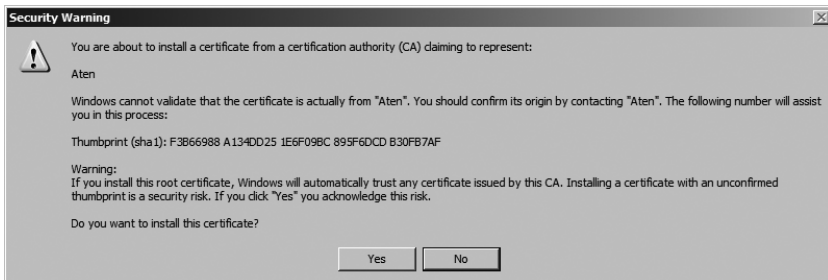 Security Warning
You are about to install a certificate from a certification authority (CA) claiming to represent:
Aten
Windows cannot validate that the certificate is actually from "Aten". You should confirm its origin by contacting "Aten". The following number will assist
you in this process:
Thumbprint (sha1): F3B66988 A134DD25 1E6F09BC 895F6DCD B30FB7AF
Warning:
If you install this root certificate, Windows will automatically trust any certificate issued by this CA. Installing a certificate with an unconfirmed
thumbprint is a security risk. If you click "Yes" you acknowledge this risk.
Do you want to install this certificate?
Yes
No